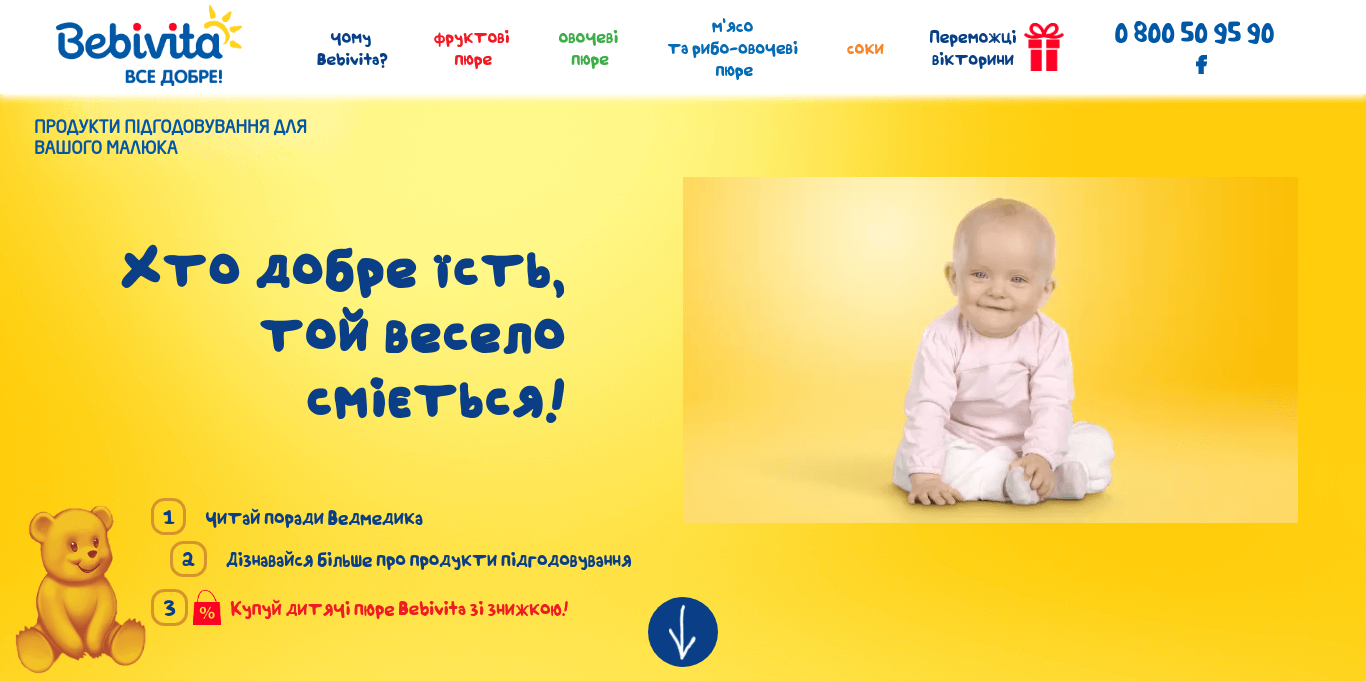 Bebivita
ВСЕ ДОБРЕ!
чому
Bebivita?
фруктові
пюре
овочеві
пюре
м'ясо
та рибо-овочеві
пюре
соки
Переможці
вікторини
0 800 50 95 90
f
ПРОДУКТИ ПІДГОДОВУВАННЯ ДЛЯ
ВАШОГО МАЛЮКА
Хто добре їсть,
той весело
сміється!
1 Читай поради Ведмедика
2 Дізнавайся більше про продукти підгодовування
3 % Купуй дитячі пюре Bebivita зі знижкою!